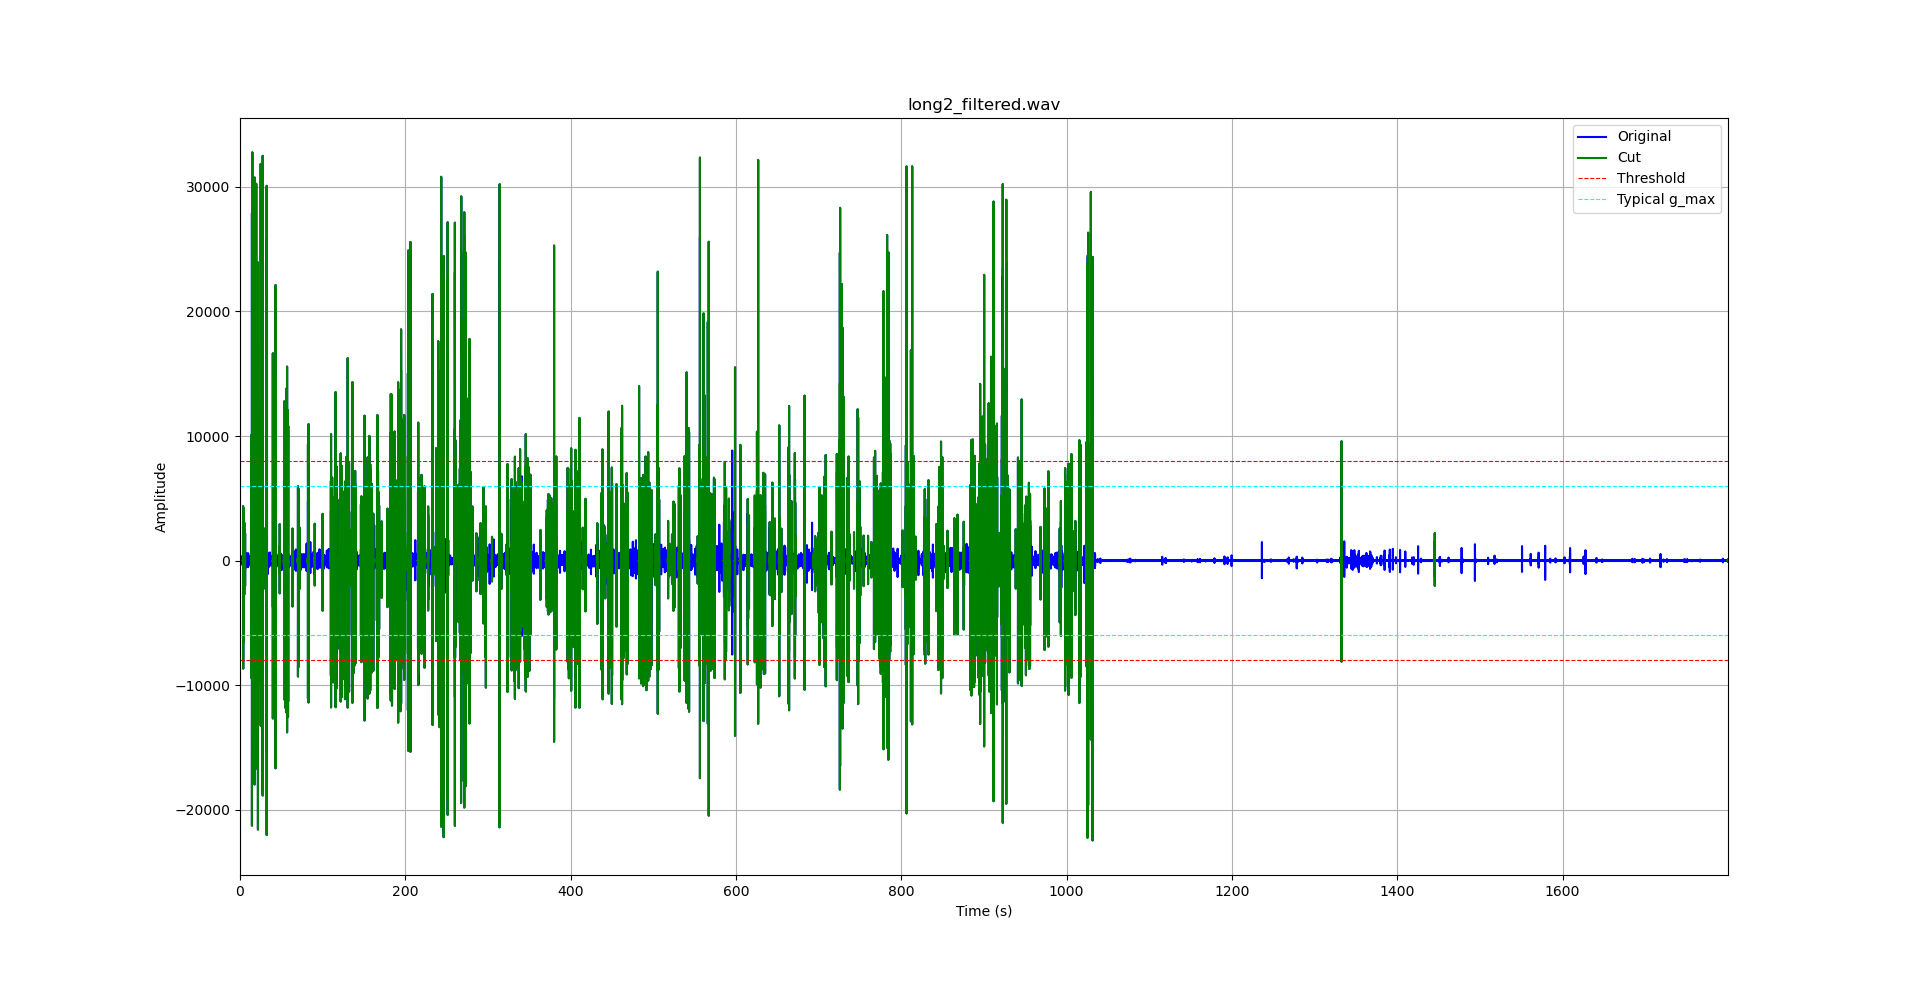 long2_filtered.wav
Original
Cut
Threshold
Typical g_max
30000
20000
10000
0
−10000
−20000
Amplitude
0 200 400 600 800 1000 1200 1400 1600
Time (s)